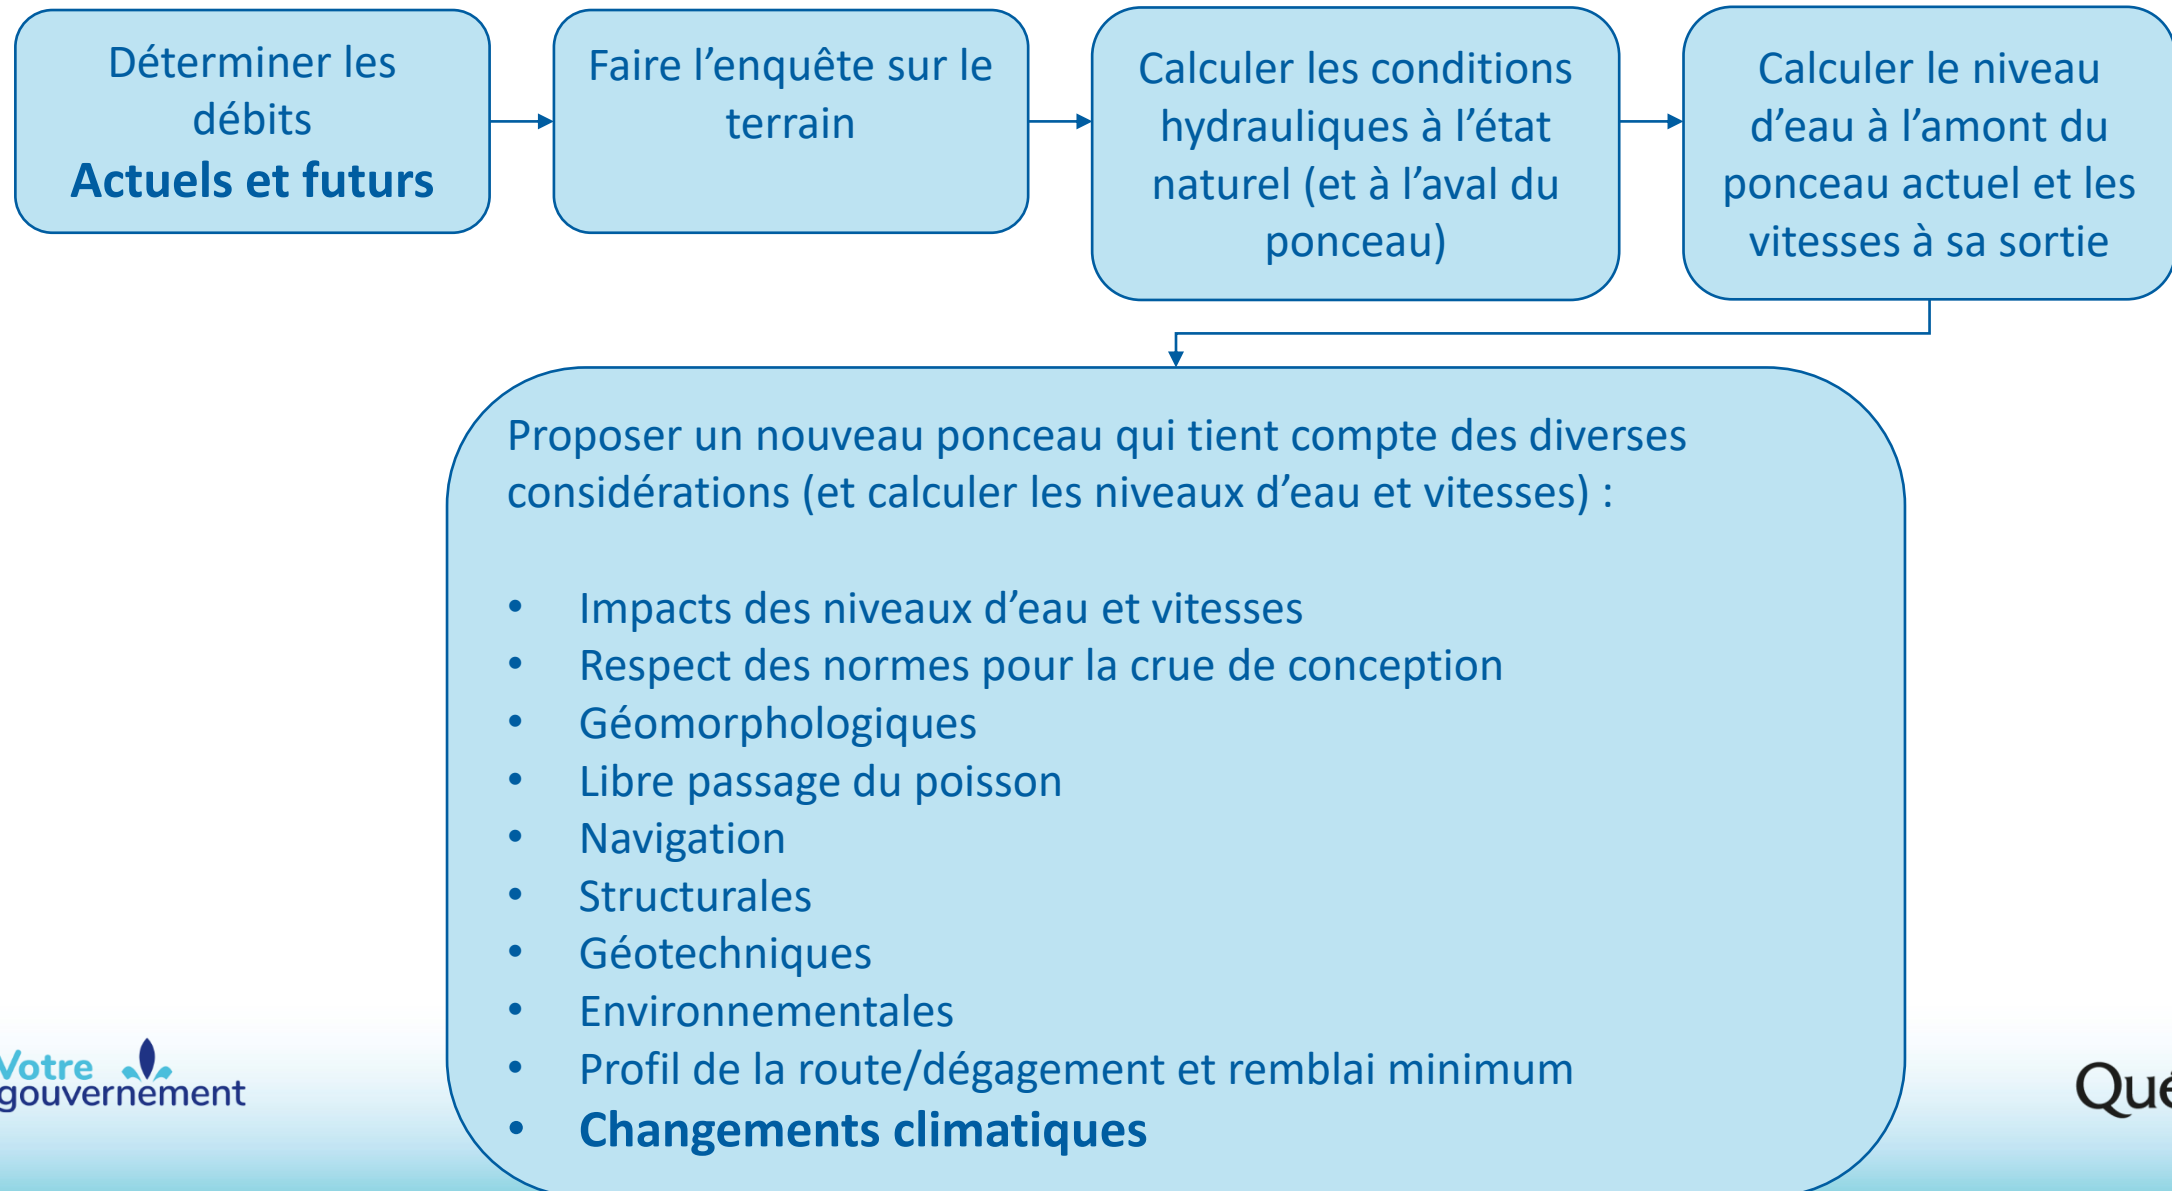 Déterminer les
débits
Actuels et futurs
Faire l’enquête sur le
terrain
Calculer les conditions
hydrauliques à l’état
naturel (et à l’aval du
ponceau)
Calculer le niveau
d’eau à l’amont du
ponceau actuel et les
vitesses à sa sortie
Proposer un nouveau ponceau qui tient compte des diverses
considérations (et calculer les niveaux d’eau et vitesses) :
• Impacts des niveaux d’eau et vitesses
• Respect des normes pour la crue de conception
• Géomorphologiques
• Libre passage du poisson
• Navigation
• Structurales
• Géotechniques
• Environnementales
• Profil de la route/dégagement et remblai minimum
• Changements climatiques
Votre
gouvernement
Qué